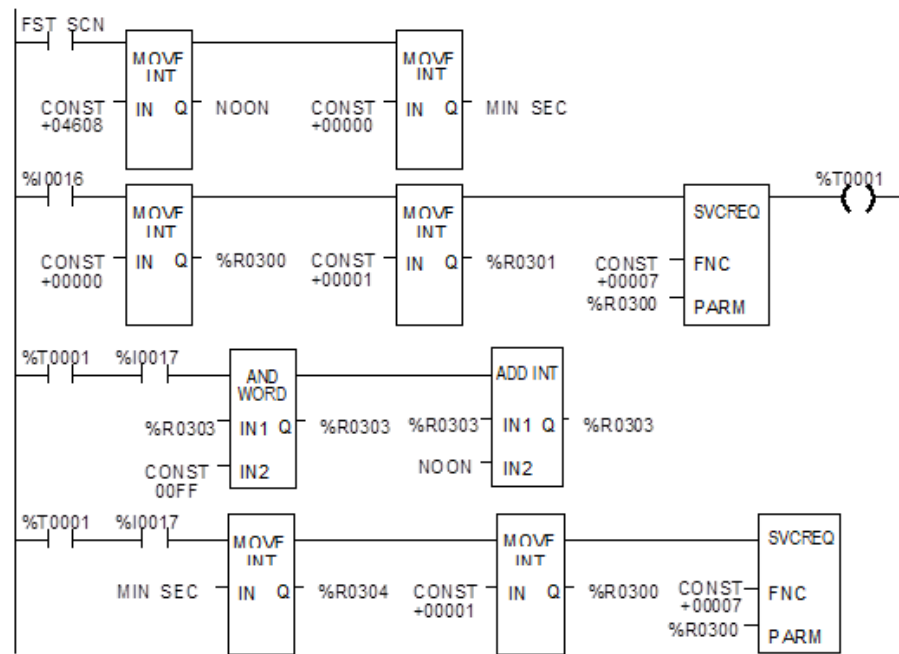 FST SCN
MOVE
INT
MOVE
INT
CONST
+04608
IN Q
NOON
CONST
+00000
IN Q
MIN SEC
%I0016
%T0001
MOVE
INT
MOVE
INT
SVCREQ
CONST
+00000
IN Q
%R0300
CONST
+00001
IN Q
%R0301
CONST
+00007
FNC
%R0300
PARM
%T0001
%I0017
AND
WORD
ADD INT
%R0303
IN1 Q
%R0303
%R0303
IN1 Q
%R0303
CONST
00FF
IN2
NOON
IN2
%T0001
%I0017
MOVE
INT
MOVE
INT
SVCREQ
MIN SEC
IN Q
%R0304
CONST
+00001
IN Q
%R0300
CONST
+00007
FNC
%R0300
PARM